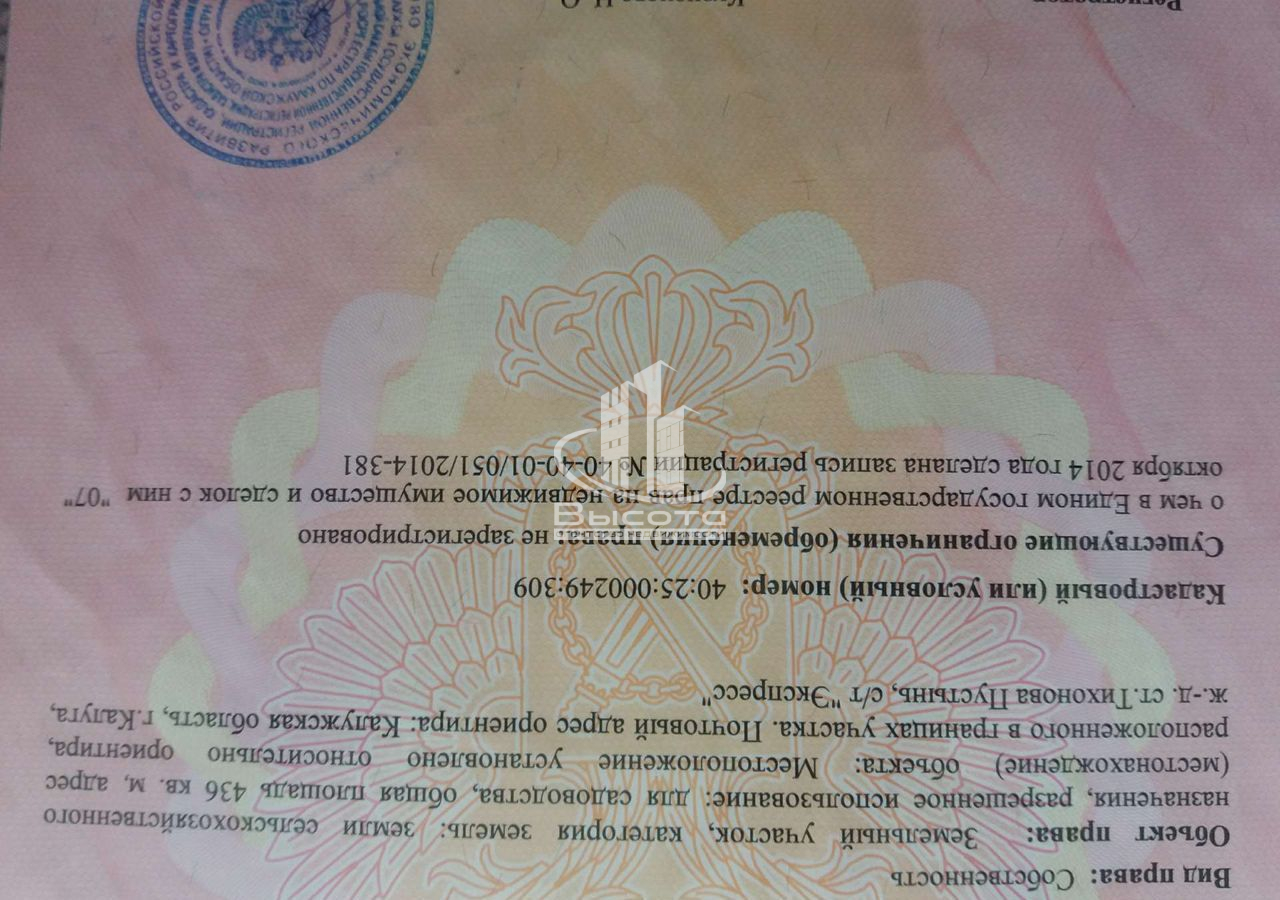 Вид права: Собственность
Объект права: Земельный участок, категория земель: земли сельскохозяйственного
назначения, разрешенное использование: для садоводства, общая площадь 436 кв. м, адрес
(местонахождение) объекта: Местоположение установлено относительно ориентира,
расположенного в границах участка. Почтовый адрес ориентира: Калужская область, г.Калуга,
ж.-д. ст.Тихонова Пустынь, с/т "Экспресс"
Кадастровый (или условный) номер: 40:25:000249:309
Существующие ограничения (обременения) права: не зарегистрировано
о чем в Едином государственном реестре прав на недвижимое имущество и сделок с ним "07"
октября 2014 года сделана запись регистрации № 40-40-01/051/2014-381
Регистратор
Высота